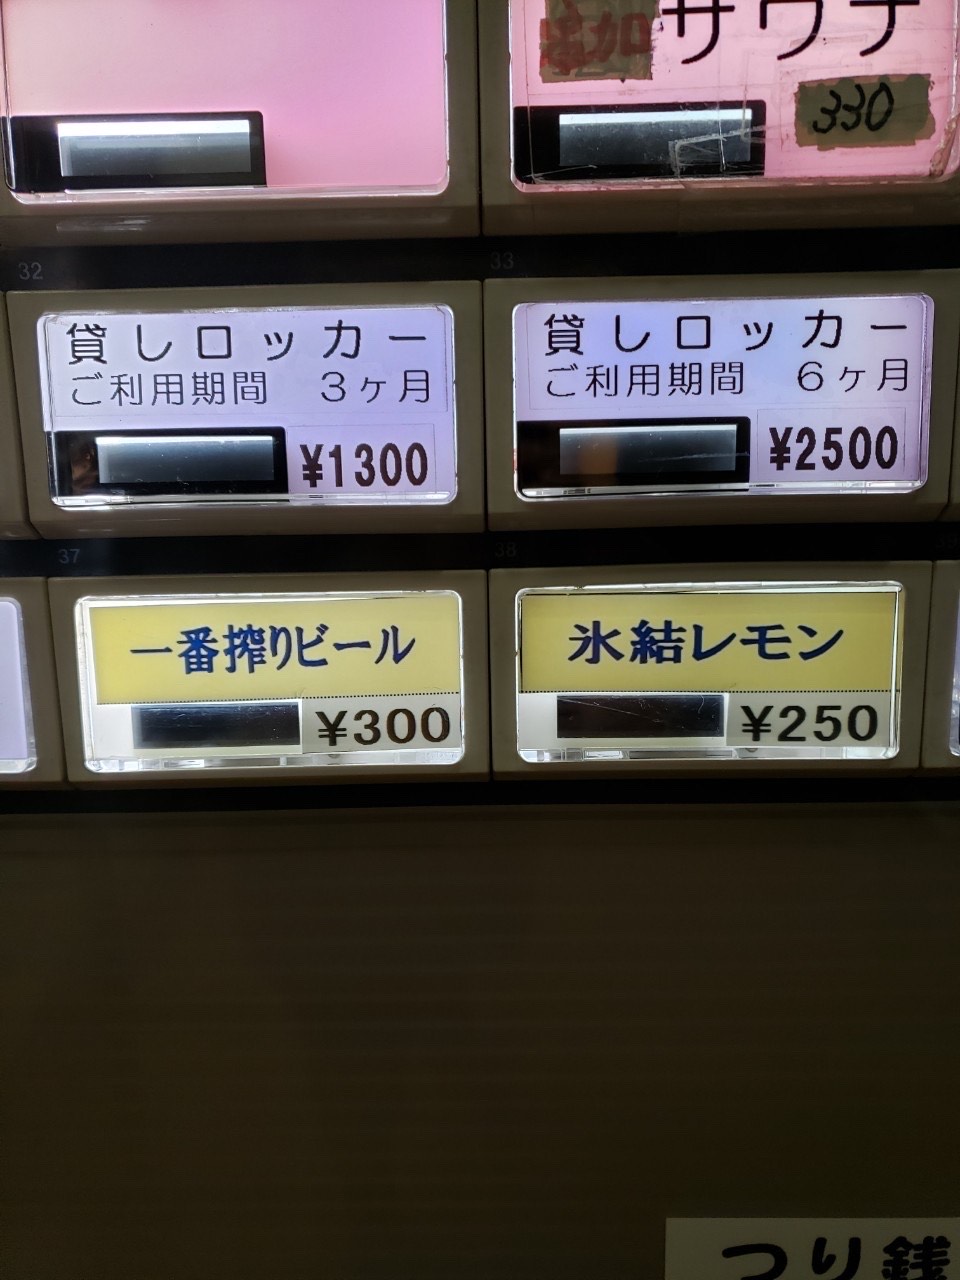 追加
サウナ
330
32
33
貸しロッカー
ご利用期間 3ヶ月
¥1300
貸しロッカー
ご利用期間 6ヶ月
¥2500
37
38
一番搾りビール
¥300
氷結レモン
¥250
つり銭